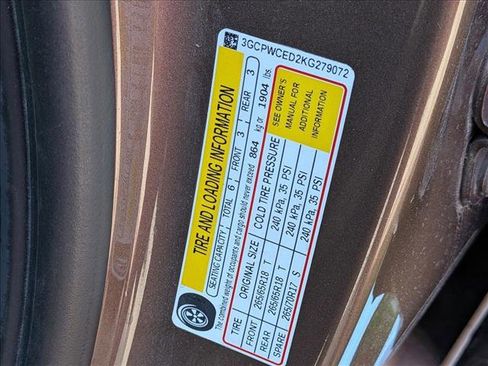 3GCPWCED2KG279072
TIRE AND LOADING INFORMATION
SEATING CAPACITY | TOTAL 6 | FRONT 3 | REAR 3
The combined weight of occupants and cargo should never exceed 864 kg or 1904 lbs.
TIRE | ORIGINAL SIZE | COLD TIRE PRESSURE
FRONT | 265/65R18 T | 240 kPa, 35 PSI
REAR | 265/65R18 T | 240 kPa, 35 PSI
SPARE | 265/70R17 S | 240 kPa, 35 PSI
SEE OWNER'S
MANUAL FOR
ADDITIONAL
INFORMATION